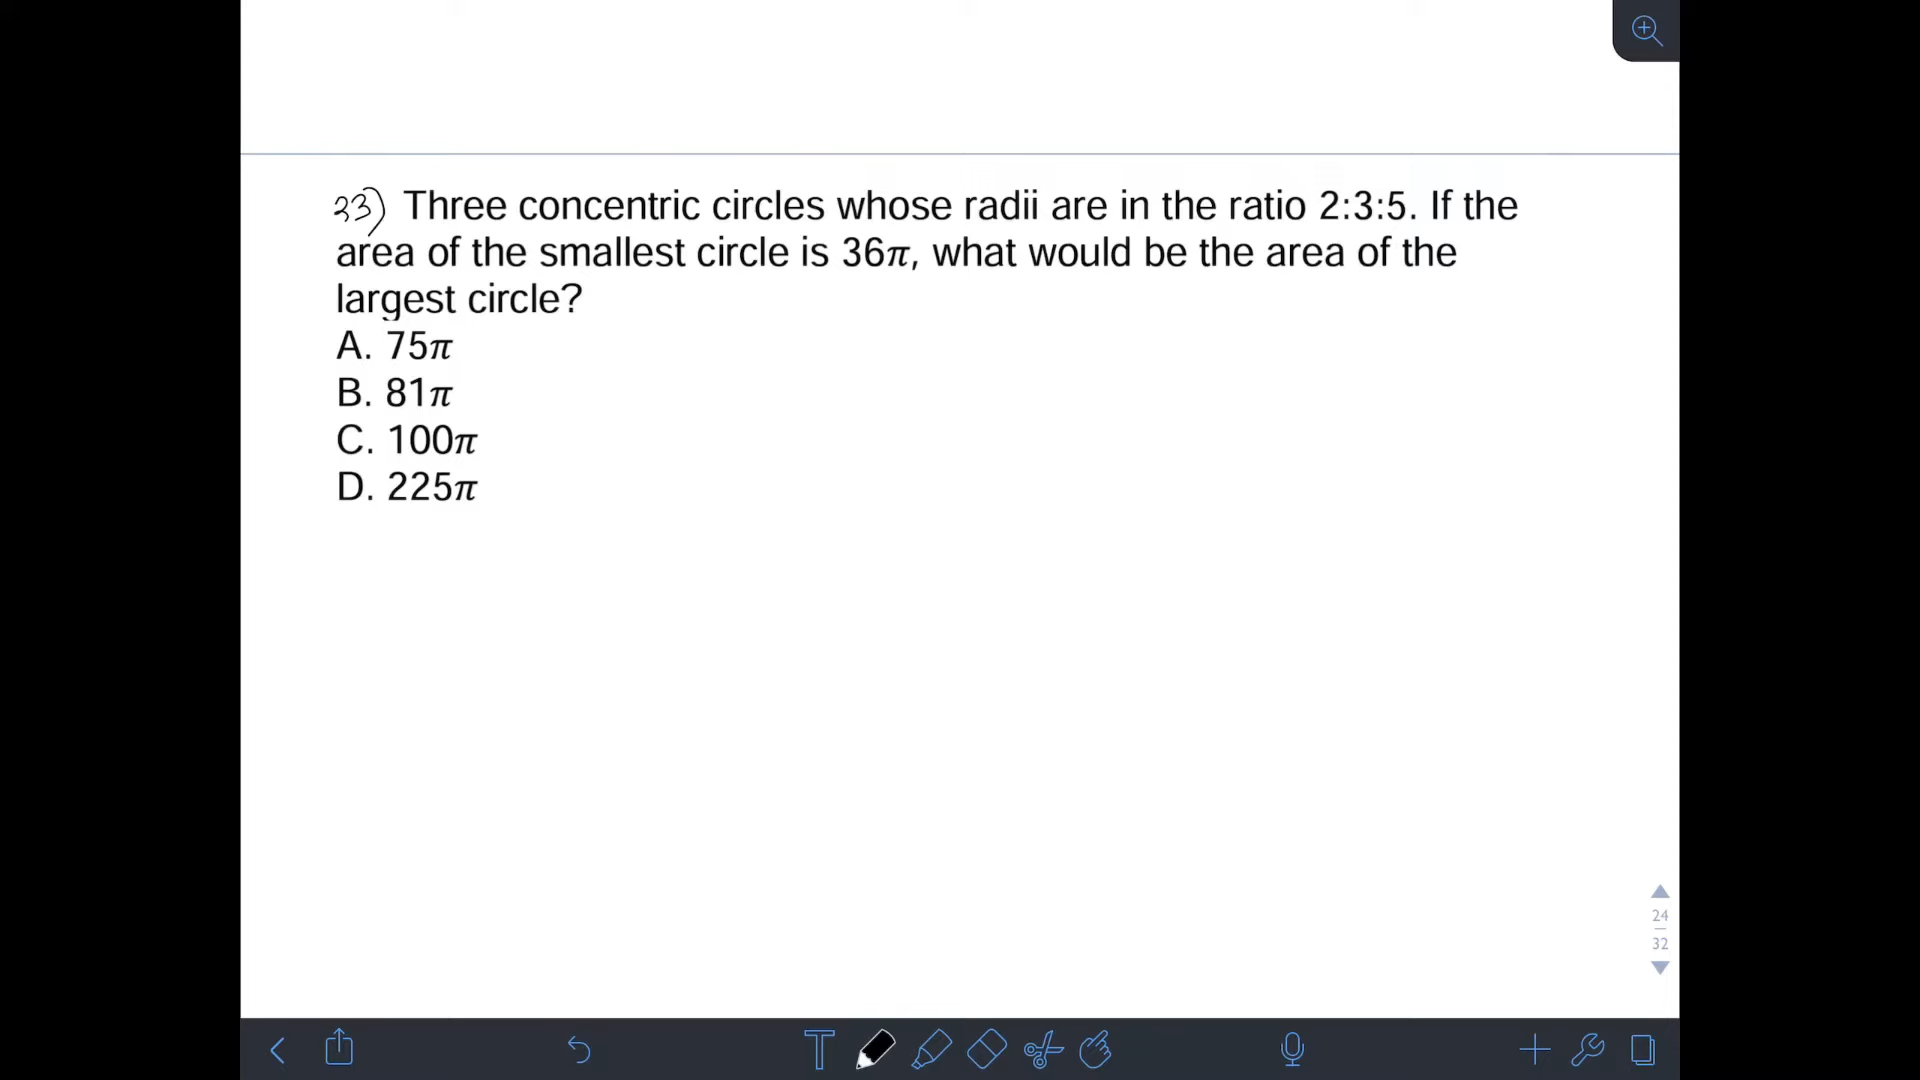 33) Three concentric circles whose radii are in the ratio 2:3:5. If the
area of the smallest circle is 36π, what would be the area of the
largest circle?
A. 75π
B. 81π
C. 100π
D. 225π
24
32
T